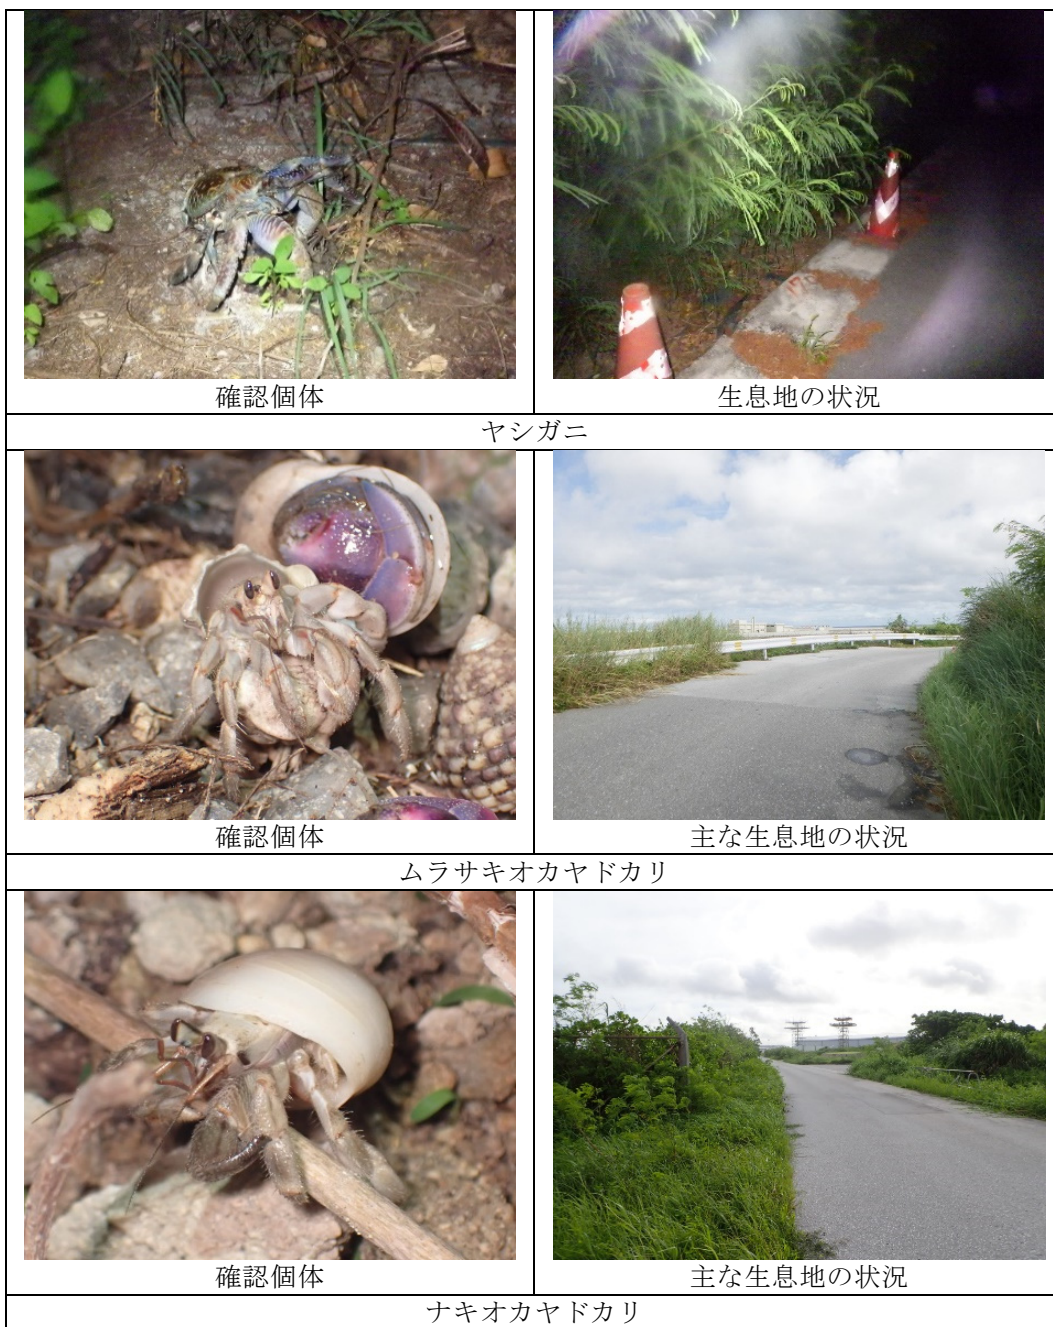 確認個体
生息地の状況
ヤシガニ
確認個体
主な生息地の状況
ムラサキオカヤドカリ
確認個体
主な生息地の状況
ナキオカヤドカリ